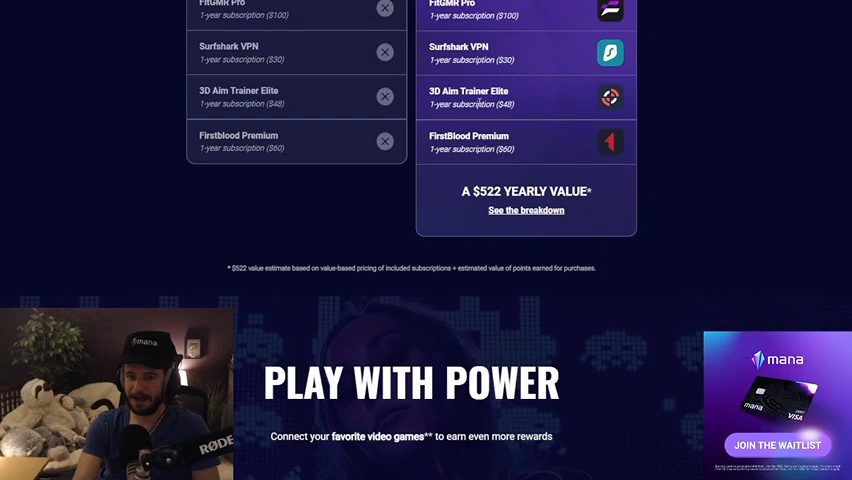 FitGMR Pro
1-year subscription ($100)
Surfshark VPN
1-year subscription ($30)
3D Aim Trainer Elite
1-year subscription ($48)
Firstblood Premium
1-year subscription ($60)
FitGMR Pro
1-year subscription ($100)
Surfshark VPN
1-year subscription ($30)
3D Aim Trainer Elite
1-year subscription ($48)
FirstBlood Premium
1-year subscription ($60)
A $522 YEARLY VALUE*
See the breakdown
* $522 value estimate based on value-based pricing of included subscriptions + estimated value of points earned for purchases.
PLAY WITH POWER
Connect your favorite video games** to earn even more rewards
mana
RØDE
mana
mana
DEBIT
VISA
JOIN THE WAITLIST